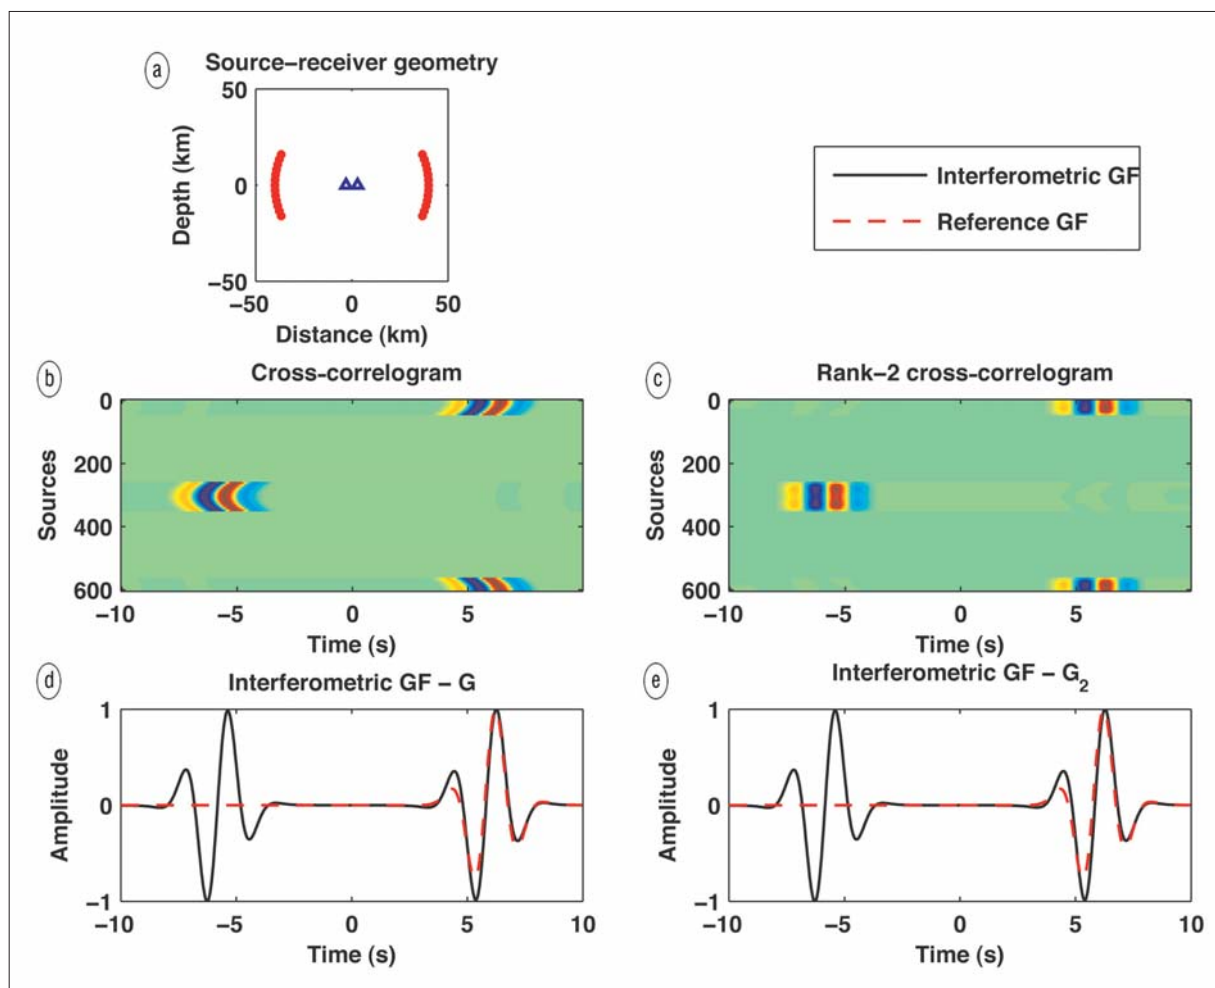 a
Source−receiver geometry
50
0
−50
Depth (km)
−50 0 50
Distance (km)
Interferometric GF
Reference GF
b
Cross-correlogram
0
200
400
600
Sources
−10 −5 0 5
Time (s)
c
Rank−2 cross-correlogram
0
200
400
600
Sources
−10 −5 0 5
Time (s)
d
Interferometric GF − G
1
0
−1
Amplitude
−10 −5 0 5 10
Time (s)
e
Interferometric GF − G2
1
0
−1
Amplitude
−10 −5 0 5 10
Time (s)